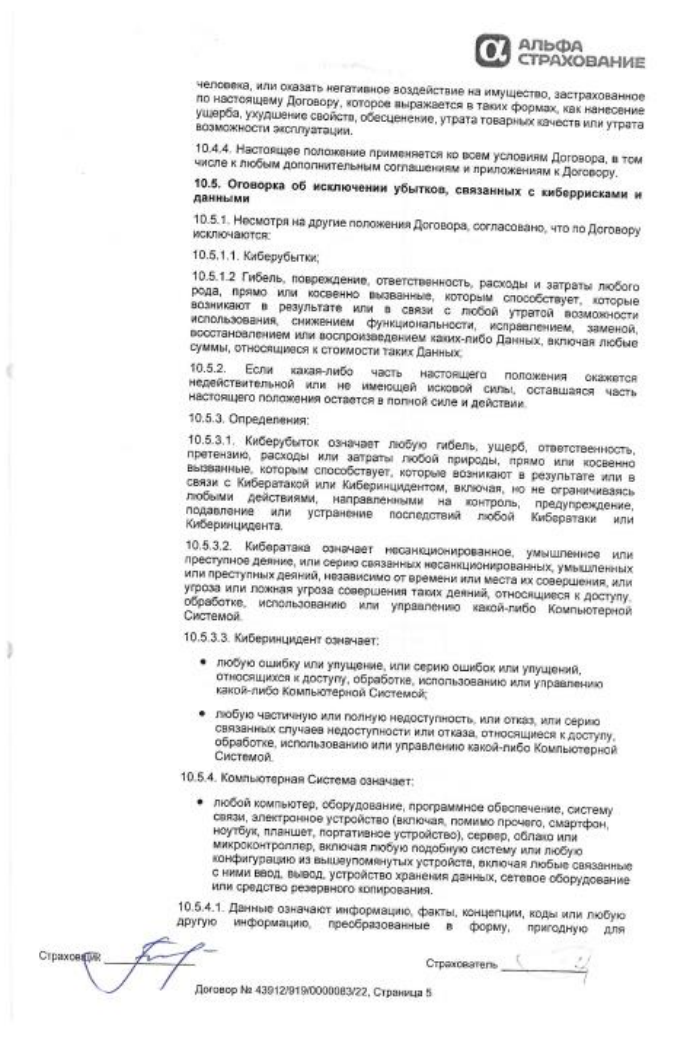 АЛЬФА
СТРАХОВАНИЕ
человека, или оказать негативное воздействие на имущество, застрахованное
по настоящему Договору, которое выражается в таких формах, как нанесение
ущерба, ухудшение свойств, обесценение, утрата товарных качеств или утрата
возможности эксплуатации.
10.4.4. Настоящее положение применяется ко всем условиям Договора, в том
числе к любым дополнительным соглашениям и приложениям к Договору.
10.5. Оговорка об исключении убытков, связанных с киберрисками и
данными
10.5.1. Несмотря на другие положения Договора, согласовано, что по Договору
исключаются:
10.5.1.1. Киберубытки;
10.5.1.2 Гибель, повреждение, ответственность, расходы и затраты любого
рода, прямо или косвенно вызванные, которым способствует, которые
возникают в результате или в связи с любой утратой возможности
использования, снижением функциональности, исправлением, заменой,
восстановлением или воспроизведением каких-либо Данных, включая любые
суммы, относящиеся к стоимости таких Данных;
10.5.2. Если какая-либо часть настоящего положения окажется
недействительной или не имеющей исковой силы, оставшаяся часть
настоящего положения остается в полной силе и действии.
10.5.3. Определения:
10.5.3.1. Киберубыток означает любую гибель, ущерб, ответственность,
претензию, расходы или затраты любой природы, прямо или косвенно
вызванные, которым способствует, которые возникают в результате или в
связи с Кибератакой или Киберинцидентом, включая, но не ограничиваясь
любыми действиями, направленными на контроль, предупреждение,
подавление или устранение последствий любой Кибератаки или
Киберинцидента.
10.5.3.2. Кибератака означает несанкционированное, умышленное или
преступное деяние, или серию связанных несанкционированных, умышленных
или преступных деяний, независимо от времени или места их совершения, или
угроза или ложная угроза совершения таких деяний, относящиеся к доступу,
обработке, использованию или управлению какой-либо Компьютерной
Системой.
10.5.3.3. Киберинцидент означает:
• любую ошибку или упущение, или серию ошибок или упущений,
относящихся к доступу, обработке, использованию или управлению
какой-либо Компьютерной Системой;
• любую частичную или полную недоступность, или отказ, или серию
связанных случаев недоступности или отказа, относящиеся к доступу,
обработке, использованию или управлению какой-либо Компьютерной
Системой.
10.5.4. Компьютерная Система означает:
• любой компьютер, оборудование, программное обеспечение, систему
связи, электронное устройство (включая, помимо прочего, смартфон,
ноутбук, планшет, портативное устройство), сервер, облако или
микроконтроллер, включая любую подобную систему или любую
конфигурацию из вышеупомянутых устройств, включая любые связанные
с ними ввод, вывод, устройство хранения данных, сетевое оборудование
или средство резервного копирования.
10.5.4.1. Данные означают информацию, факты, концепции, коды или любую
другую информацию, преобразованные в форму, пригодную для
Страховщик
Страхователь
Договор № 43912/919/0000083/22, Страница 5